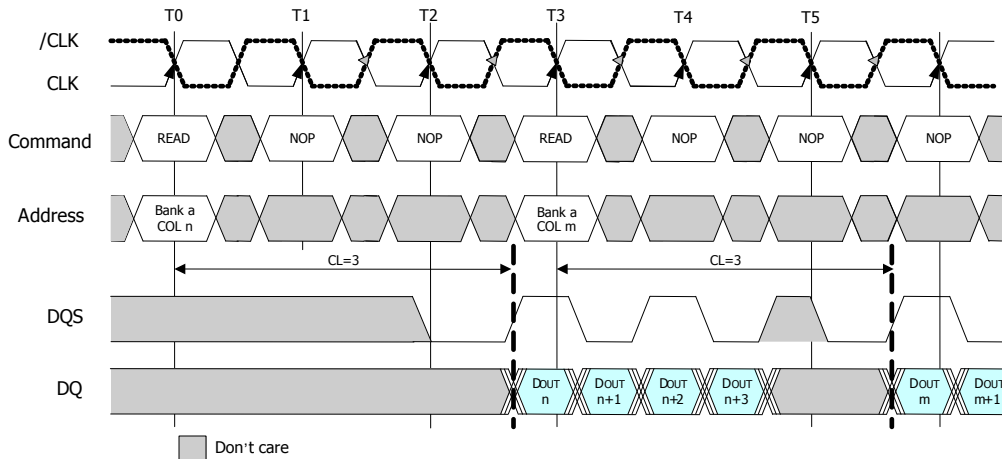 T0 T1 T2 T3 T4 T5
/CLK
CLK
Command READ NOP NOP READ NOP NOP NOP
Address Bank a COL n Bank a COL m
CL=3 CL=3
DQS
DQ DOUT n DOUT n+1 DOUT n+2 DOUT n+3 DOUT m DOUT m+1
Don't care